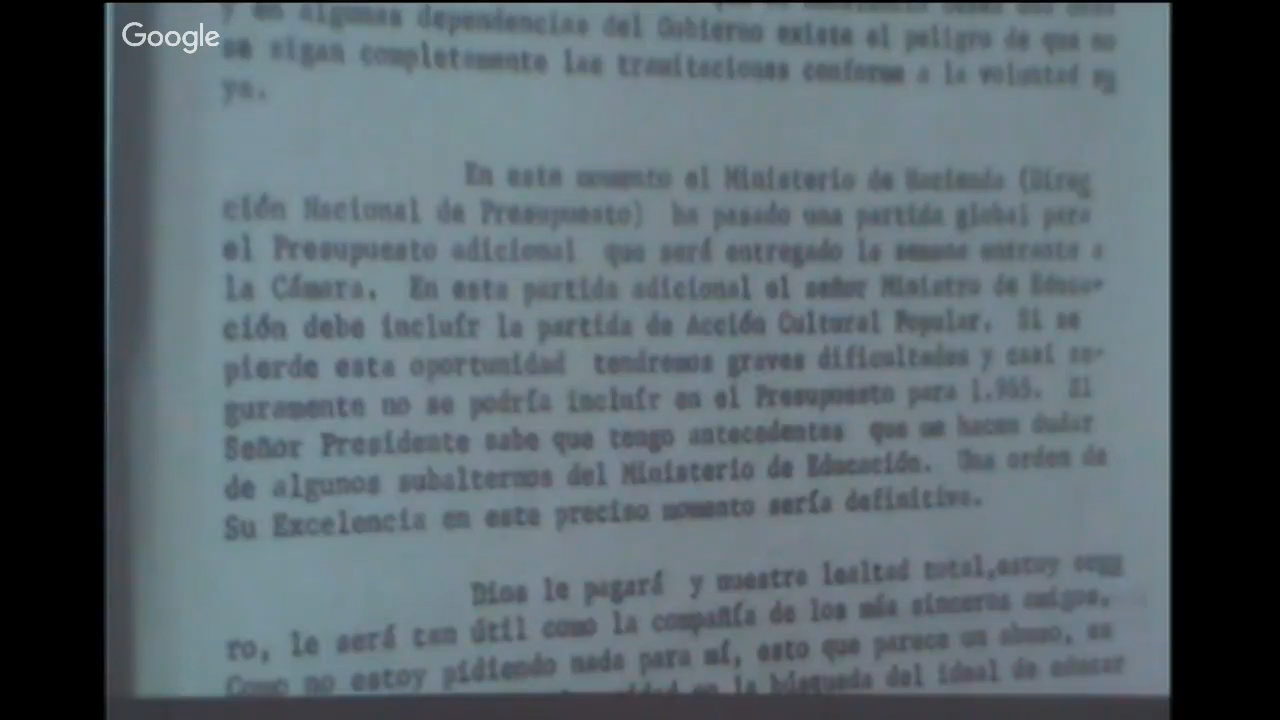 Google
y en algunas dependencias del Gobierno existe el peligro de que no
se sigan completamente las tramitaciones conforme a la voluntad su
ya.
En este momento el Ministerio de Hacienda (Direc
ción Nacional de Presupuesto) ha pasado una partida global para
el Presupuesto adicional que será entregado la semana entrante a
la Cámara. En esta partida adicional el señor Ministro de Educa-
ción debe incluír la partida de Acción Cultural Popular. Si se
pierde esta oportunidad tendremos graves dificultades y casi se-
guramente no se podría incluír en el Presupuesto para 1.965. El
Señor Presidente sabe que tengo antecedentes que me hacen dudar
de algunos subalternos del Ministerio de Educación. Una orden de
Su Excelencia en este preciso momento sería definitiva.
Dios le pagará y nuestra lealtad total,estoy segu
ro, le será tan útil como la compañía de los más sinceros amigos.
Como no estoy pidiendo nada para mí, esto que parece un abuso, es
en la búsqueda del ideal de educar